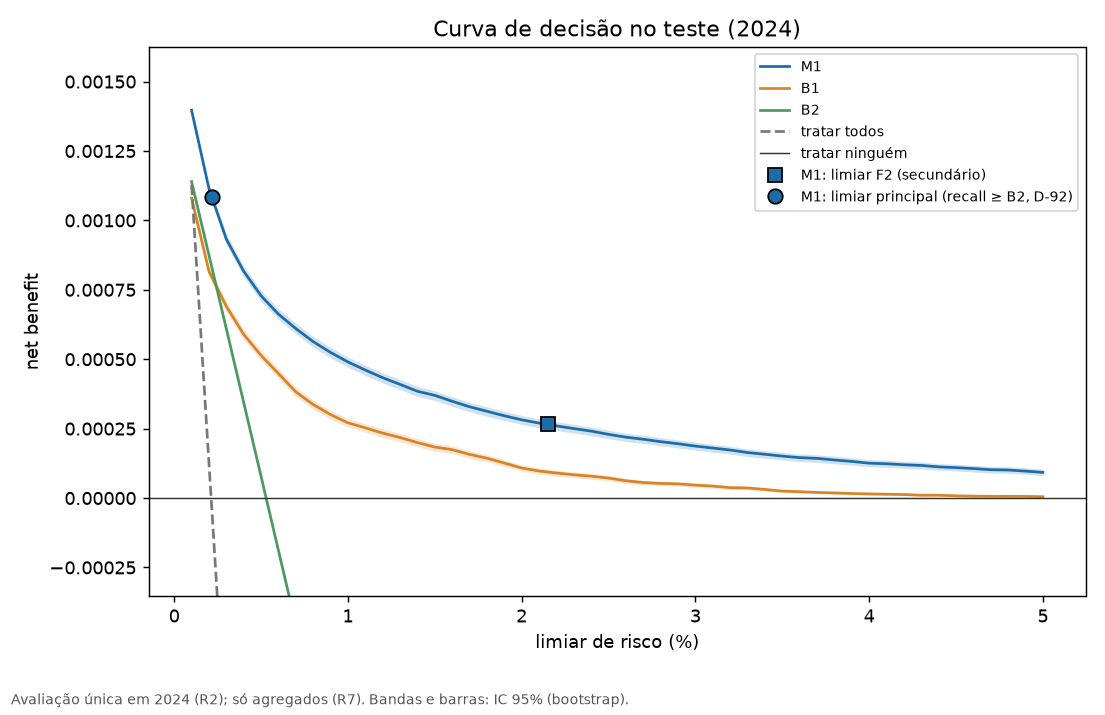 Curva de decisão no teste (2024)
M1
B1
B2
tratar todos
tratar ninguém
M1: limiar F2 (secundário)
M1: limiar principal (recall ≥ B2, D-92)
0.00150
0.00125
0.00100
0.00075
0.00050
0.00025
0.00000
−0.00025
net benefit
0 1 2 3 4 5
limiar de risco (%)
Avaliação única em 2024 (R2); só agregados (R7). Bandas e barras: IC 95% (bootstrap).